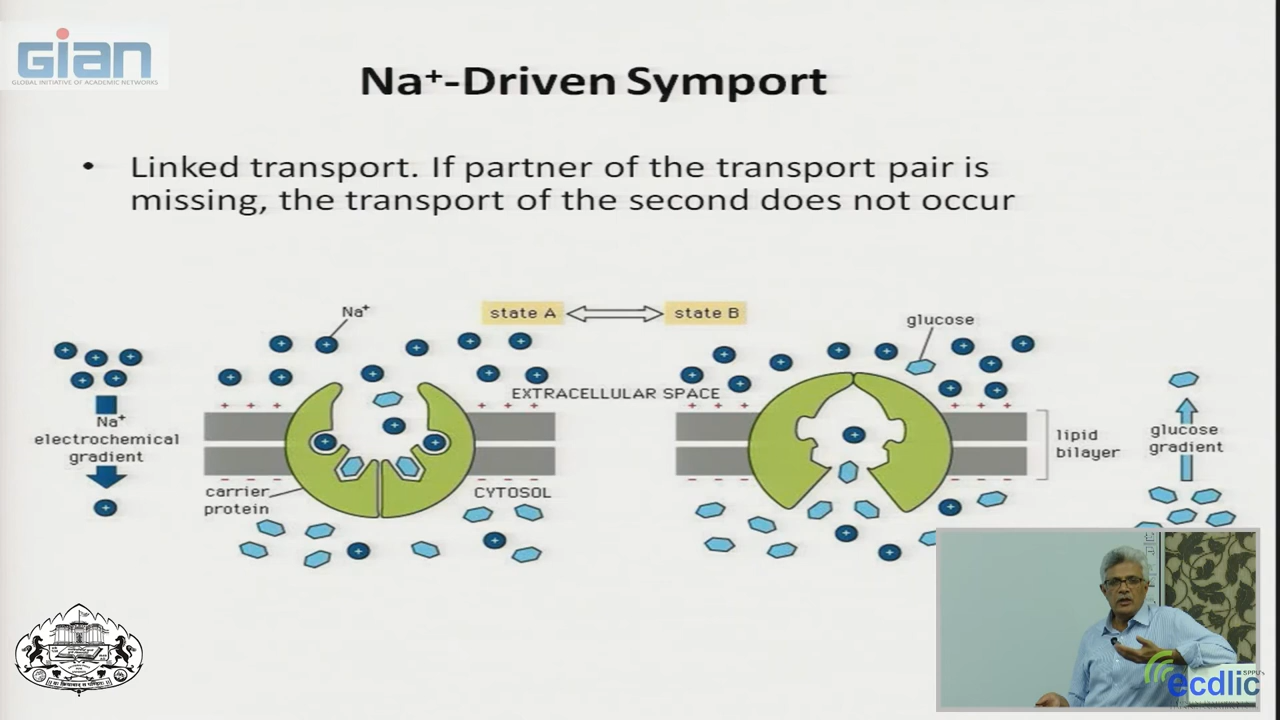 GIAN
GLOBAL INITIATIVE OF ACADEMIC NETWORKS
Na⁺-Driven Symport
• Linked transport. If partner of the transport pair is
missing, the transport of the second does not occur
Na⁺
state A
state B
glucose
EXTRACELLULAR SPACE
Na⁺
electrochemical
gradient
glucose
gradient
lipid
bilayer
carrier
protein
CYTOSOL
SPPU's
ecdlic